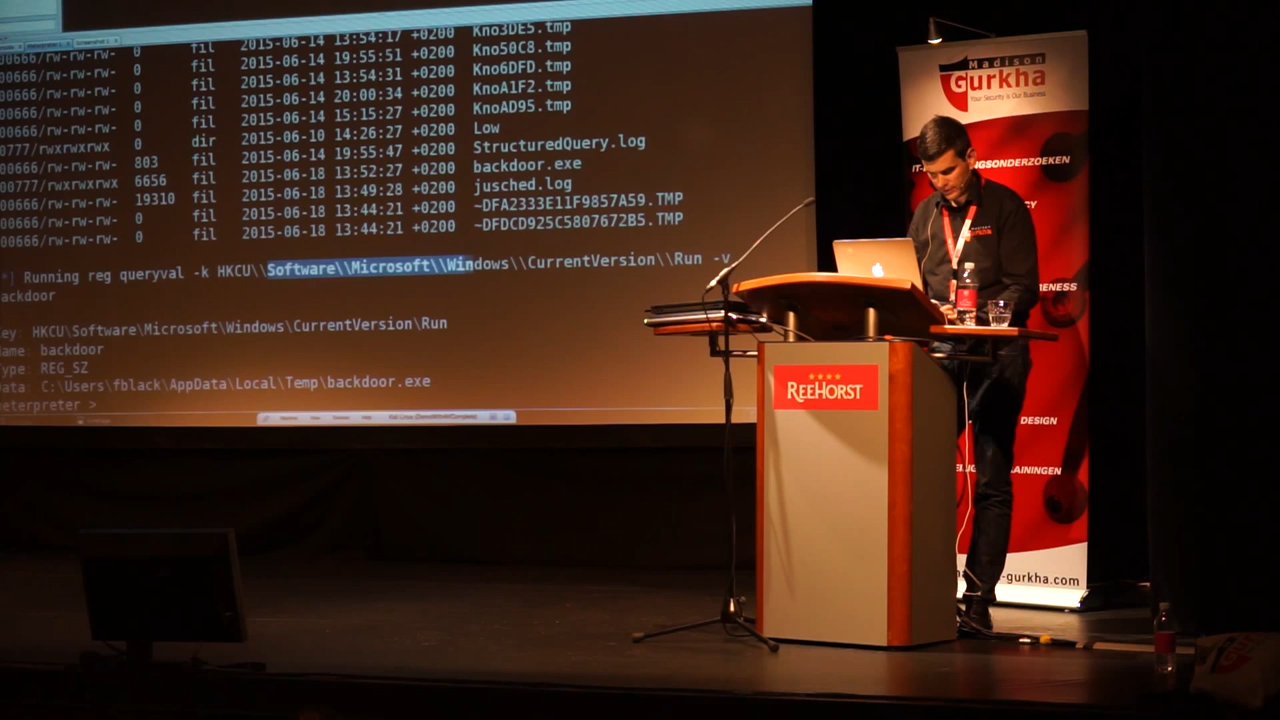 0 fil 2015-06-14 13:54:17 +0200 Kno3DE5.tmp
00666/rw-rw-rw- 0 fil 2015-06-14 19:55:51 +0200 Kno50C8.tmp
00666/rw-rw-rw- 0 fil 2015-06-14 13:54:31 +0200 Kno6DFD.tmp
00666/rw-rw-rw- 0 fil 2015-06-14 20:00:34 +0200 KnoA1F2.tmp
00666/rw-rw-rw- 0 fil 2015-06-14 15:15:27 +0200 KnoAD95.tmp
00777/rwxrwxrwx 0 dir 2015-06-10 14:26:27 +0200 Low
00666/rw-rw-rw- 803 fil 2015-06-14 19:55:47 +0200 StructuredQuery.log
00777/rwxrwxrwx 6656 fil 2015-06-18 13:52:27 +0200 backdoor.exe
00666/rw-rw-rw- 19310 fil 2015-06-18 13:49:28 +0200 jusched.log
00666/rw-rw-rw- 0 fil 2015-06-18 13:44:21 +0200 ~DFA2333E11F9857A59.TMP
00666/rw-rw-rw- 0 fil 2015-06-18 13:44:21 +0200 ~DFDCD925C5807672B5.TMP
*] Running reg queryval -k HKCU\\Software\\Microsoft\\Windows\\CurrentVersion\\Run -v
backdoor
Key: HKCU\Software\Microsoft\Windows\CurrentVersion\Run
Name: backdoor
Type: REG_SZ
Data: C:\Users\fblack\AppData\Local\Temp\backdoor.exe
meterpreter >
Madison
Gurkha
Your Security is Our Business
IT- NGSONDERZOEKEN
CY
ENESS
DESIGN
AININGEN
-gurkha.com
REEHORST